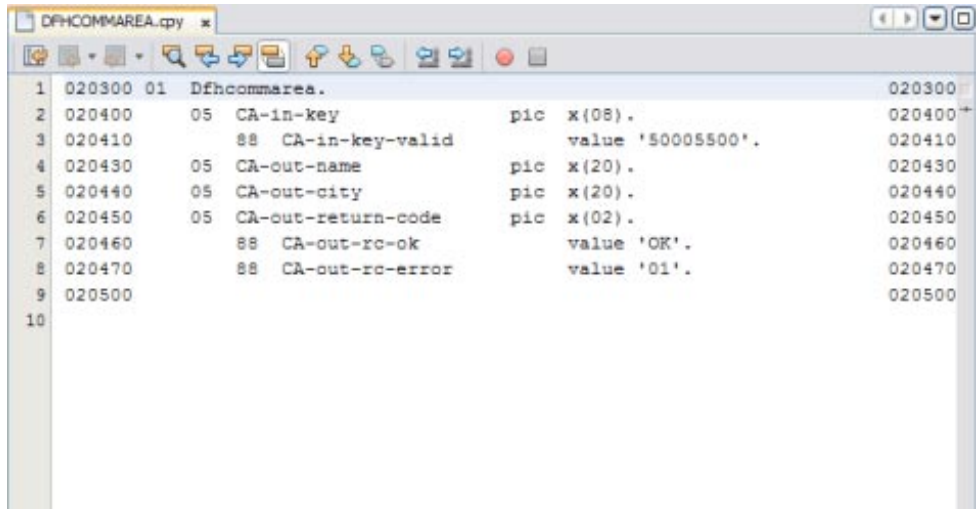 DFHCOMMAREA.cpy
1 020300 01 Dfhcommarea. 020300
2 020400 05 CA-in-key pic x(08). 020400
3 020410 88 CA-in-key-valid value '50005500'. 020410
4 020430 05 CA-out-name pic x(20). 020430
5 020440 05 CA-out-city pic x(20). 020440
6 020450 05 CA-out-return-code pic x(02). 020450
7 020460 88 CA-out-rc-ok value 'OK'. 020460
8 020470 88 CA-out-rc-error value '01'. 020470
9 020500 020500
10